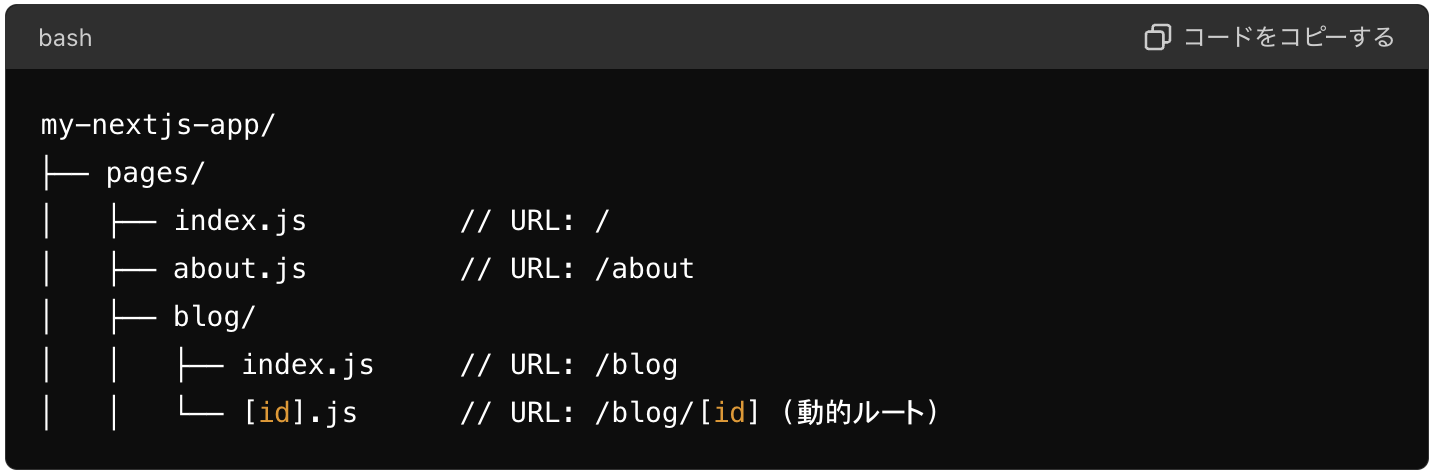 bash
コードをコピーする
my-nextjs-app/
├── pages/
│   ├── index.js         // URL: /
│   ├── about.js         // URL: /about
│   ├── blog/
│   │   ├── index.js     // URL: /blog
│   │   └── [id].js      // URL: /blog/[id] (動的ルート)